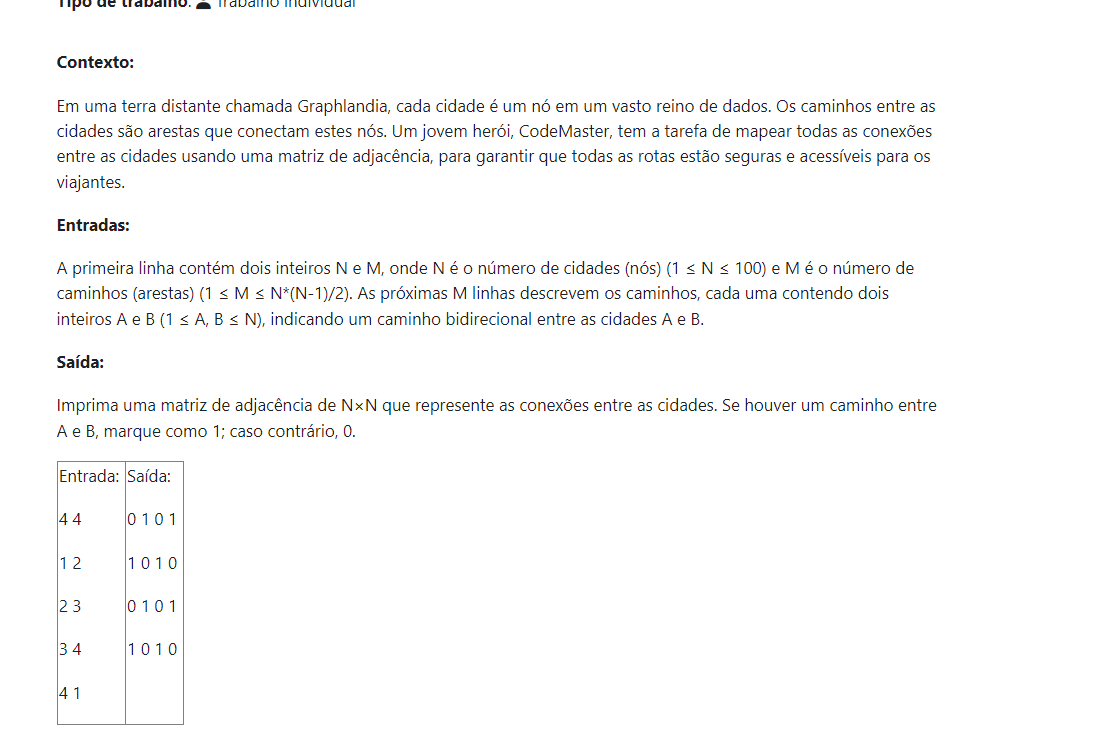 Tipo de trabalho: Trabalho individual
Contexto:
Em uma terra distante chamada Graphlandia, cada cidade é um nó em um vasto reino de dados. Os caminhos entre as
cidades são arestas que conectam estes nós. Um jovem herói, CodeMaster, tem a tarefa de mapear todas as conexões
entre as cidades usando uma matriz de adjacência, para garantir que todas as rotas estão seguras e acessíveis para os
viajantes.
Entradas:
A primeira linha contém dois inteiros N e M, onde N é o número de cidades (nós) (1 ≤ N ≤ 100) e M é o número de
caminhos (arestas) (1 ≤ M ≤ N*(N-1)/2). As próximas M linhas descrevem os caminhos, cada uma contendo dois
inteiros A e B (1 ≤ A, B ≤ N), indicando um caminho bidirecional entre as cidades A e B.
Saída:
Imprima uma matriz de adjacência de N×N que represente as conexões entre as cidades. Se houver um caminho entre
A e B, marque como 1; caso contrário, 0.
Entrada: Saída:
4 4 0 1 0 1
1 2 1 0 1 0
2 3 0 1 0 1
3 4 1 0 1 0
4 1